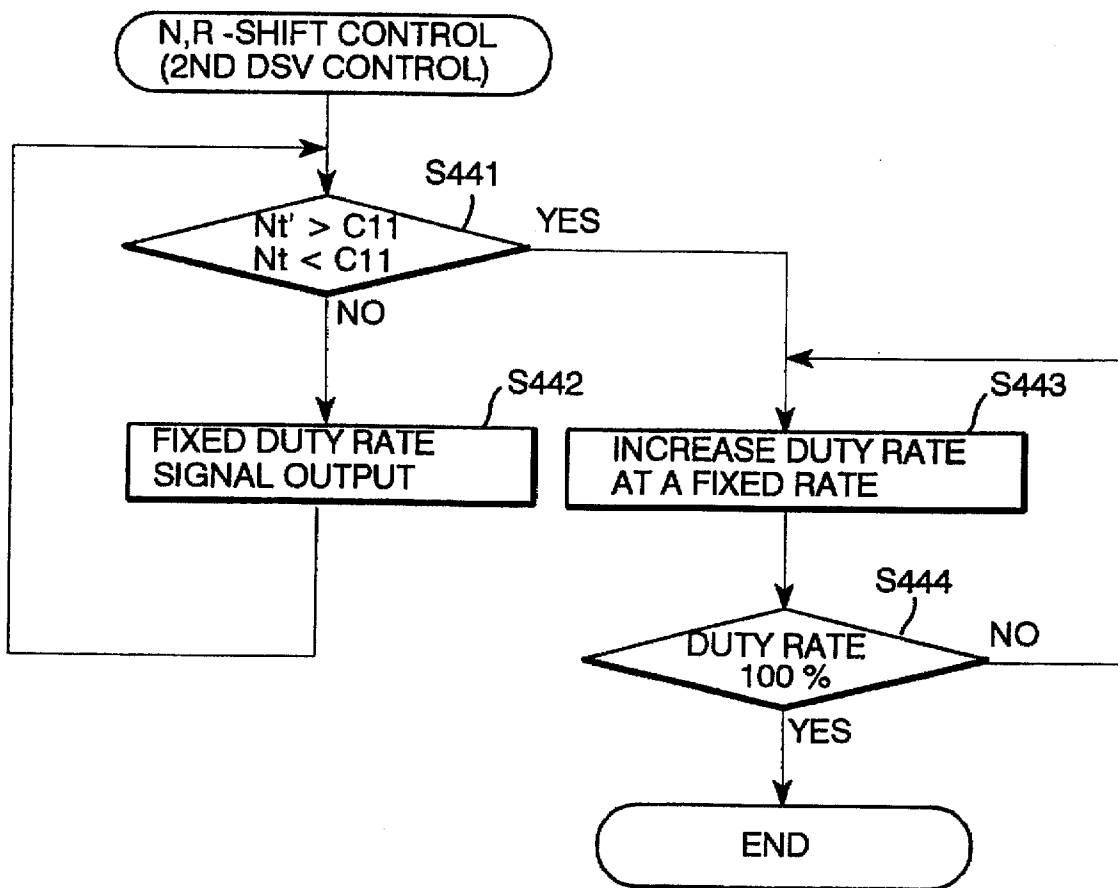 N,R -SHIFT CONTROL
(2ND DSV CONTROL)
S441
Nt' > C11
Nt < C11
YES
NO
S442
FIXED DUTY RATE
SIGNAL OUTPUT
S443
INCREASE DUTY RATE
AT A FIXED RATE
S444
DUTY RATE
100 %
NO
YES
END